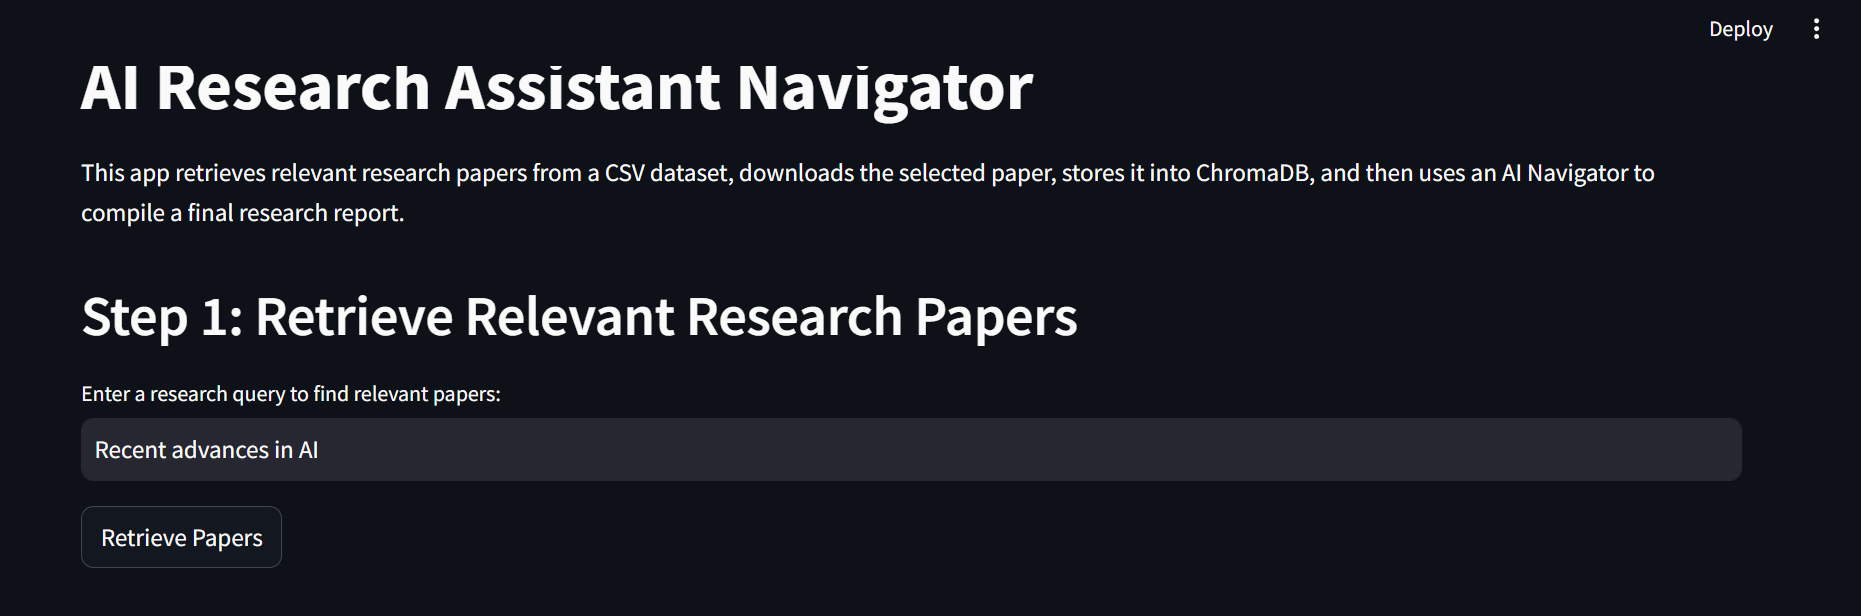 Deploy
AI Research Assistant Navigator
This app retrieves relevant research papers from a CSV dataset, downloads the selected paper, stores it into ChromaDB, and then uses an AI Navigator to
compile a final research report.
Step 1: Retrieve Relevant Research Papers
Enter a research query to find relevant papers:
Recent advances in AI
Retrieve Papers